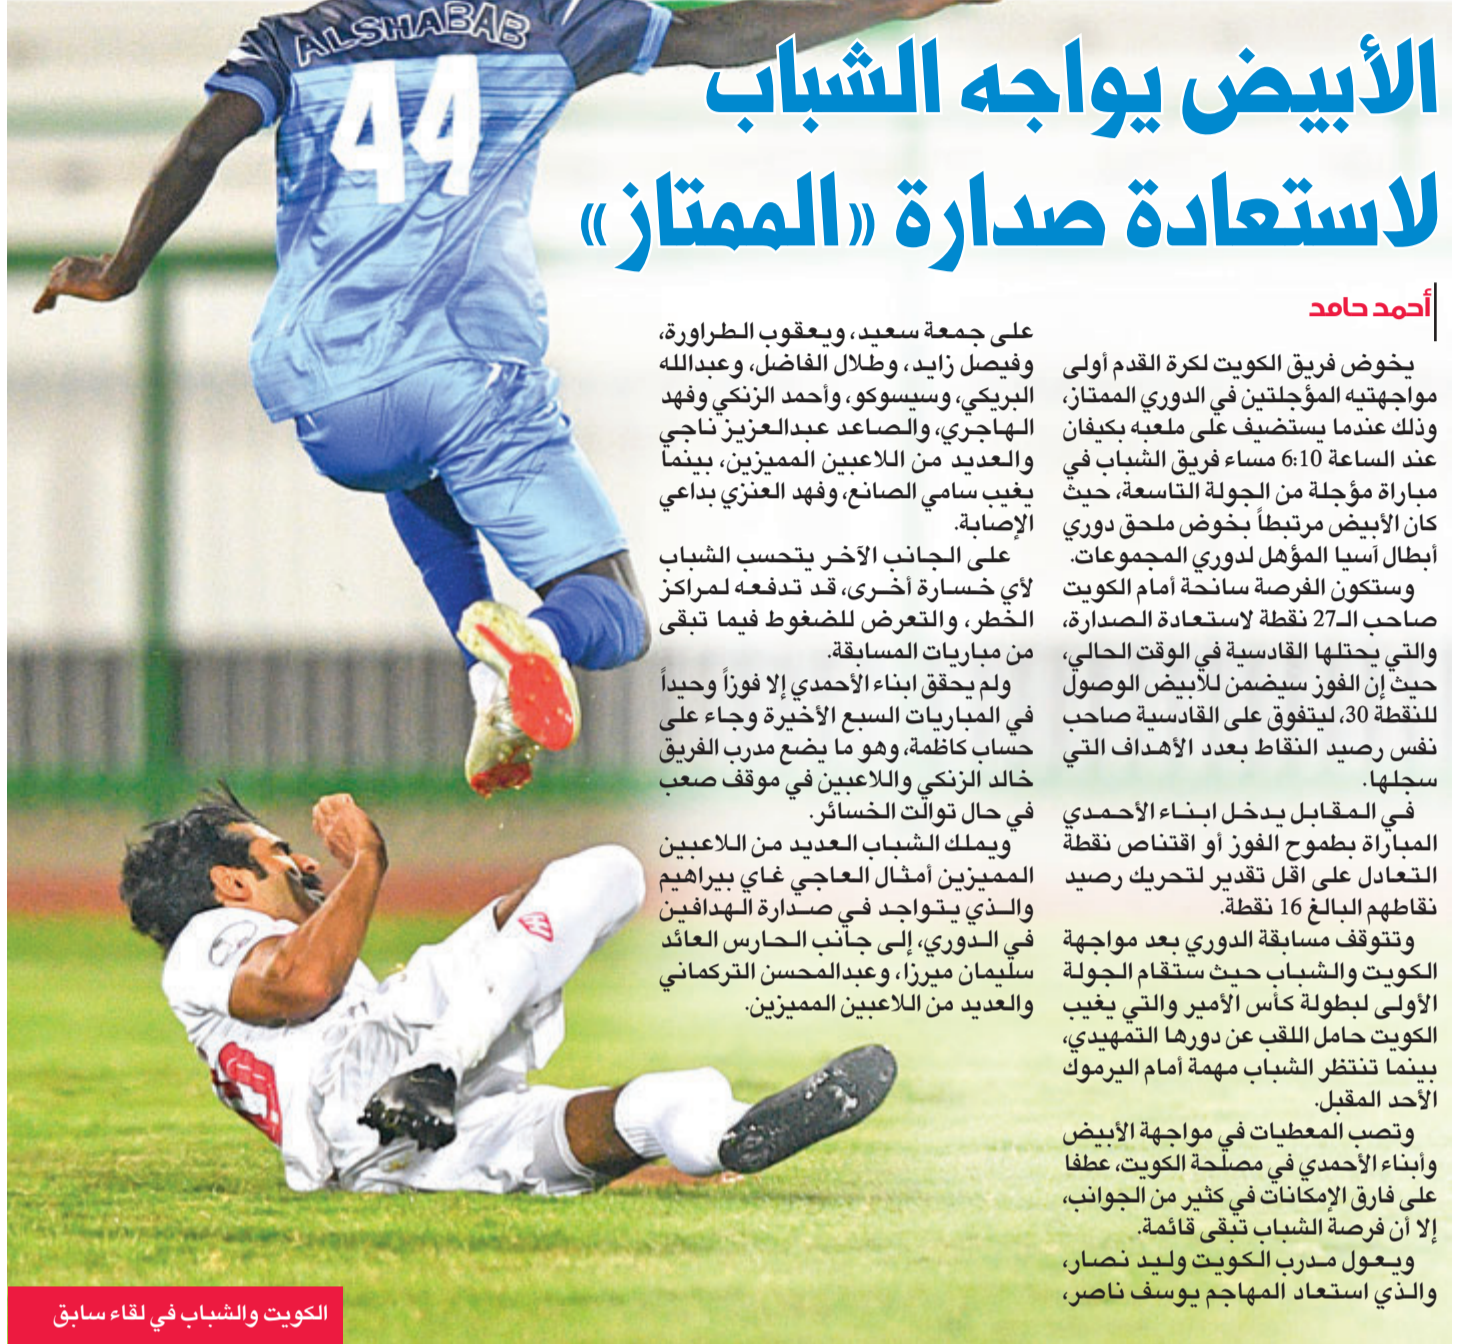 ALSHABAB
44
الأبيض يواجه الشباب
لاستعادة صدارة «الممتاز»
أحمد حامد
يخوض فريق الكويت لكرة القدم أولى
مواجهتيه المؤجلتين في الدوري الممتاز،
وذلك عندما يستضيف على ملعبه بكيفان
عند الساعة 6:10 مساء فريق الشباب في
مباراة مؤجلة من الجولة التاسعة، حيث
كان الأبيض مرتبطاً بخوض ملحق دوري
أبطال آسيا المؤهل لدوري المجموعات.
وستكون الفرصة سانحة أمام الكويت
صاحب الـ27 نقطة لاستعادة الصدارة،
والتي يحتلها القادسية في الوقت الحالي،
حيث إن الفوز سيضمن للأبيض الوصول
للنقطة 30، ليتفوق على القادسية صاحب
نفس رصيد النقاط بعدد الأهداف التي
سجلها.
في المقابل يدخل ابناء الأحمدي
المباراة بطموح الفوز أو اقتناص نقطة
التعادل على اقل تقدير لتحريك رصيد
نقاطهم البالغ 16 نقطة.
وتتوقف مسابقة الدوري بعد مواجهة
الكويت والشباب حيث ستقام الجولة
الأولى لبطولة كأس الأمير والتي يغيب
الكويت حامل اللقب عن دورها التمهيدي،
بينما تنتظر الشباب مهمة أمام اليرموك
الأحد المقبل.
وتصب المعطيات في مواجهة الأبيض
وأبناء الأحمدي في مصلحة الكويت، عطفا
على فارق الإمكانات في كثير من الجوانب،
إلا أن فرصة الشباب تبقى قائمة.
ويعول مدرب الكويت وليد نصار،
والذي استعاد المهاجم يوسف ناصر،
على جمعة سعيد، ويعقوب الطراورة،
وفيصل زايد، وطلال الفاضل، وعبدالله
البريكي، وسيسوكو، وأحمد الزنكي وفهد
الهاجري، والصاعد عبدالعزيز ناجي
والعديد من اللاعبين المميزين، بينما
يغيب سامي الصانع، وفهد العنزي بداعي
الإصابة.
على الجانب الآخر يتحسب الشباب
لأي خسارة أخرى، قد تدفعه لمراكز
الخطر، والتعرض للضغوط فيما تبقى
من مباريات المسابقة.
ولم يحقق ابناء الأحمدي إلا فوزاً وحيداً
في المباريات السبع الأخيرة وجاء على
حساب كاظمة، وهو ما يضع مدرب الفريق
خالد الزنكي واللاعبين في موقف صعب
في حال توالت الخسائر.
ويملك الشباب العديد من اللاعبين
المميزين أمثال العاجي غاي بيراهيم
والذي يتواجد في صدارة الهدافين
في الدوري، إلى جانب الحارس العائد
سليمان ميرزا، وعبدالمحسن التركماني
والعديد من اللاعبين المميزين.
الكويت والشباب في لقاء سابق